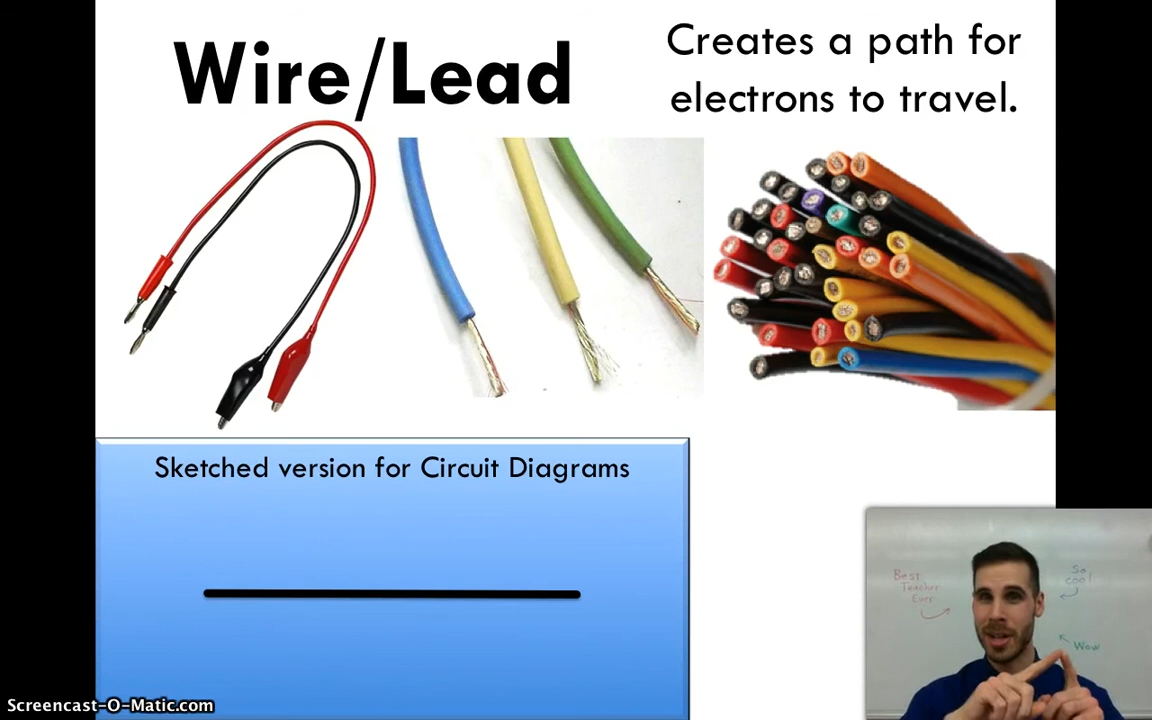 Wire/Lead
Creates a path for
electrons to travel.
Sketched version for Circuit Diagrams
Best
Teacher
Ever
So
cool!
Wow
Screencast-O-Matic.com